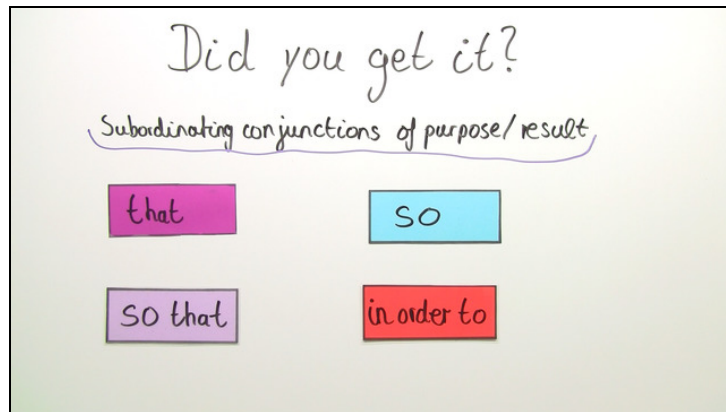 Did you get it?
Subordinating conjunctions of purpose/result
that
so
so that
in order to